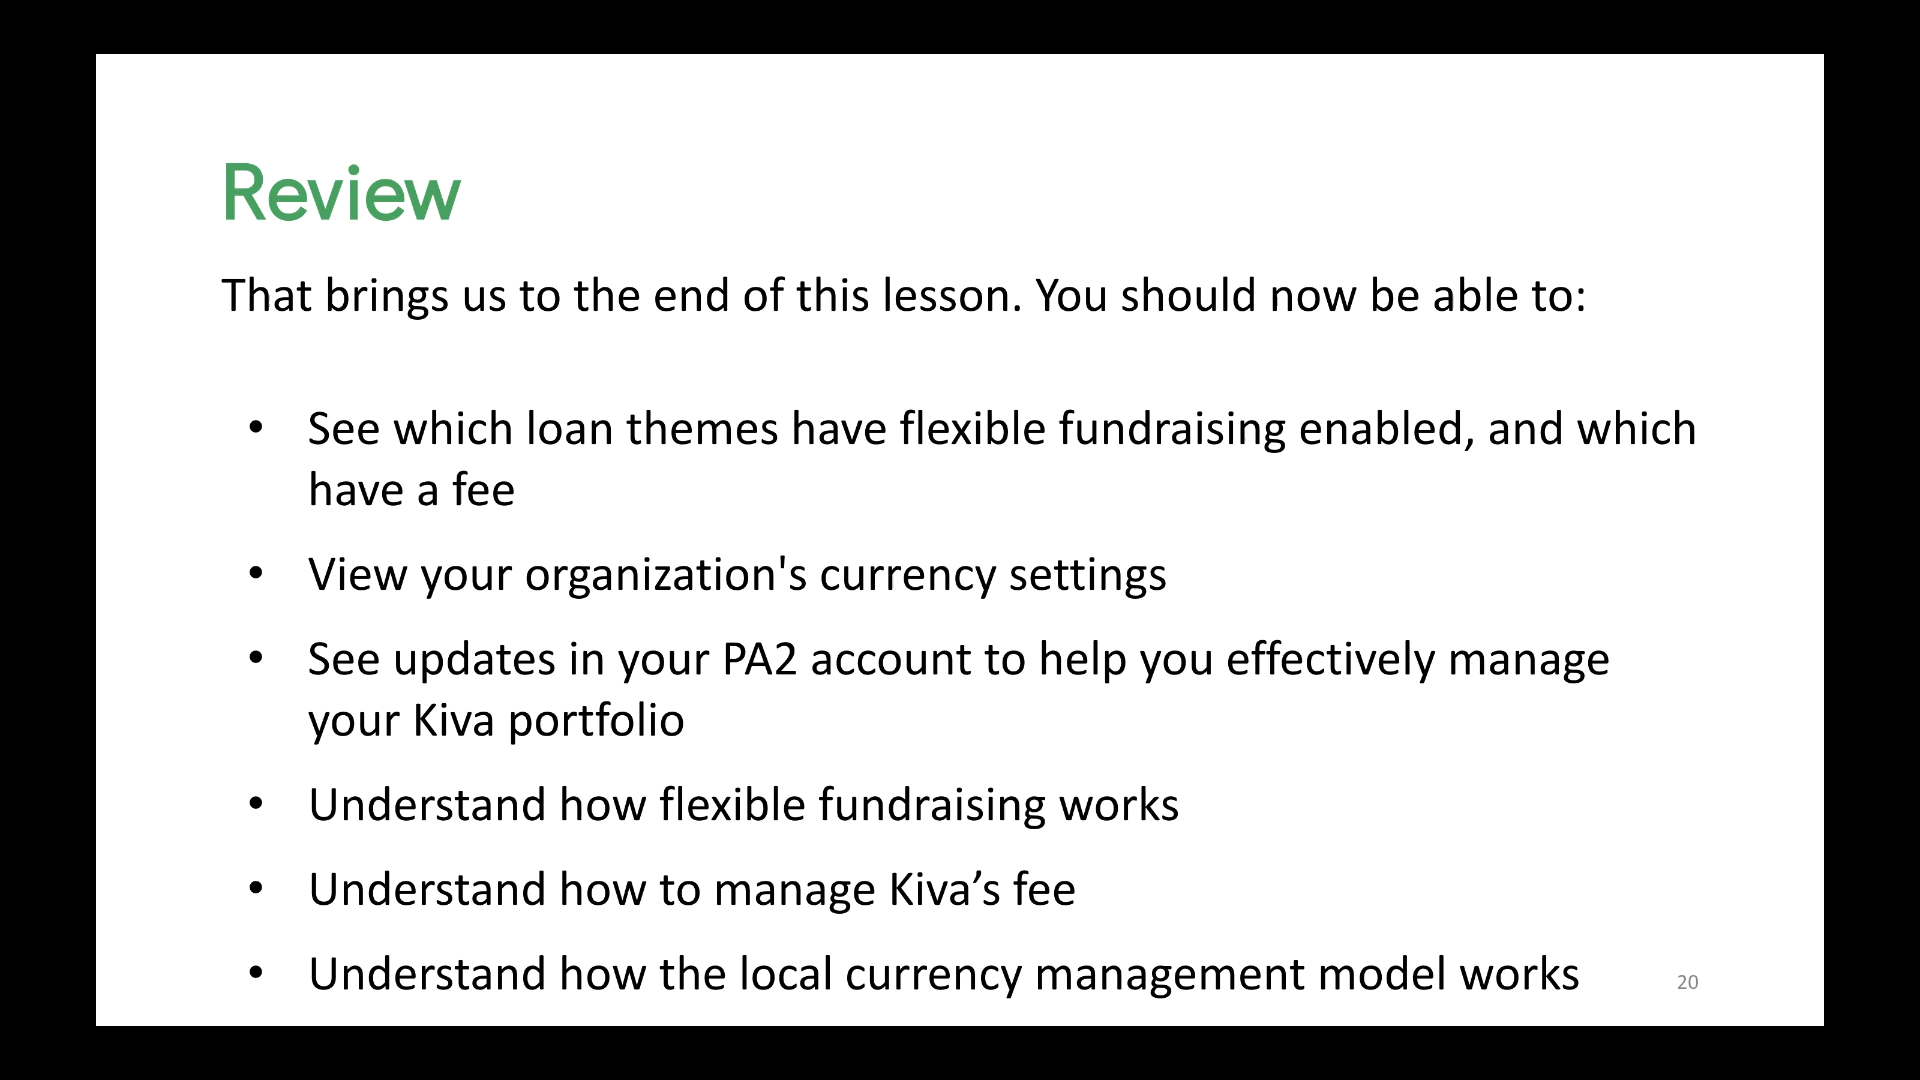 Review
That brings us to the end of this lesson. You should now be able to:
• See which loan themes have flexible fundraising enabled, and which
have a fee
• View your organization's currency settings
• See updates in your PA2 account to help you effectively manage
your Kiva portfolio
• Understand how flexible fundraising works
• Understand how to manage Kiva’s fee
• Understand how the local currency management model works
20